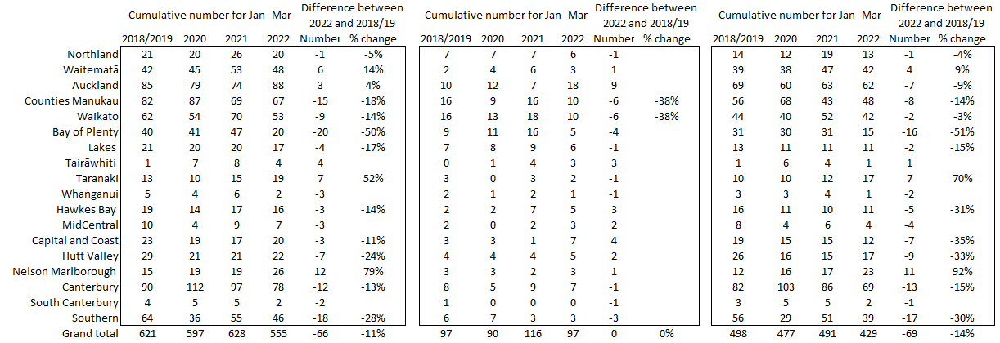 Cumulative number for Jan- Mar Difference between 2022 and 2018/19 Cumulative number for Jan- Mar Difference between 2022 and 2018/19 Cumulative number for Jan- Mar Difference between 2022 and 2018/19
2018/2019 2020 2021 2022 Number % change 2018/2019 2020 2021 2022 Number % change 2018/2019 2020 2021 2022 Number % change
Northland 21 20 26 20 -1 -5% 7 7 7 6 -1 14 12 19 13 -1 -4%
Waitematā 42 45 53 48 6 14% 2 4 6 3 1 39 38 47 42 4 9%
Auckland 85 79 74 88 3 4% 10 12 7 18 9 69 60 63 62 -7 -9%
Counties Manukau 82 87 69 67 -15 -18% 16 9 16 10 -6 -38% 56 68 43 48 -8 -14%
Waikato 62 54 70 53 -9 -14% 16 13 18 10 -6 -38% 44 40 52 42 -2 -3%
Bay of Plenty 40 41 47 20 -20 -50% 9 11 16 5 -4 31 30 31 15 -16 -51%
Lakes 21 20 20 17 -4 -17% 7 8 9 6 -1 13 11 11 11 -2 -15%
Tairāwhiti 1 7 8 4 4 0 1 4 3 3 1 6 4 1 1
Taranaki 13 10 15 19 7 52% 3 0 3 2 -1 10 10 12 17 7 70%
Whanganui 5 4 6 2 -3 2 1 2 1 -1 3 3 4 1 -2
Hawkes Bay 19 14 17 16 -3 -14% 2 2 7 5 3 16 11 10 11 -5 -31%
MidCentral 10 4 9 7 -3 2 0 2 3 2 8 4 6 4 -4
Capital and Coast 23 19 17 20 -3 -11% 3 3 1 7 4 19 15 15 12 -7 -35%
Hutt Valley 29 21 21 22 -7 -24% 4 4 4 5 2 26 16 15 17 -9 -33%
Nelson Marlborough 15 19 19 26 12 79% 3 3 2 3 1 12 16 17 23 11 92%
Canterbury 90 112 97 78 -12 -13% 8 5 9 7 -1 82 103 86 69 -13 -15%
South Canterbury 4 5 5 2 -2 1 0 0 0 -1 3 5 5 2 -1
Southern 64 36 55 46 -18 -28% 6 7 3 3 -3 56 29 51 39 -17 -30%
Grand total 621 597 628 555 -66 -11% 97 90 116 97 0 0% 498 477 491 429 -69 -14%